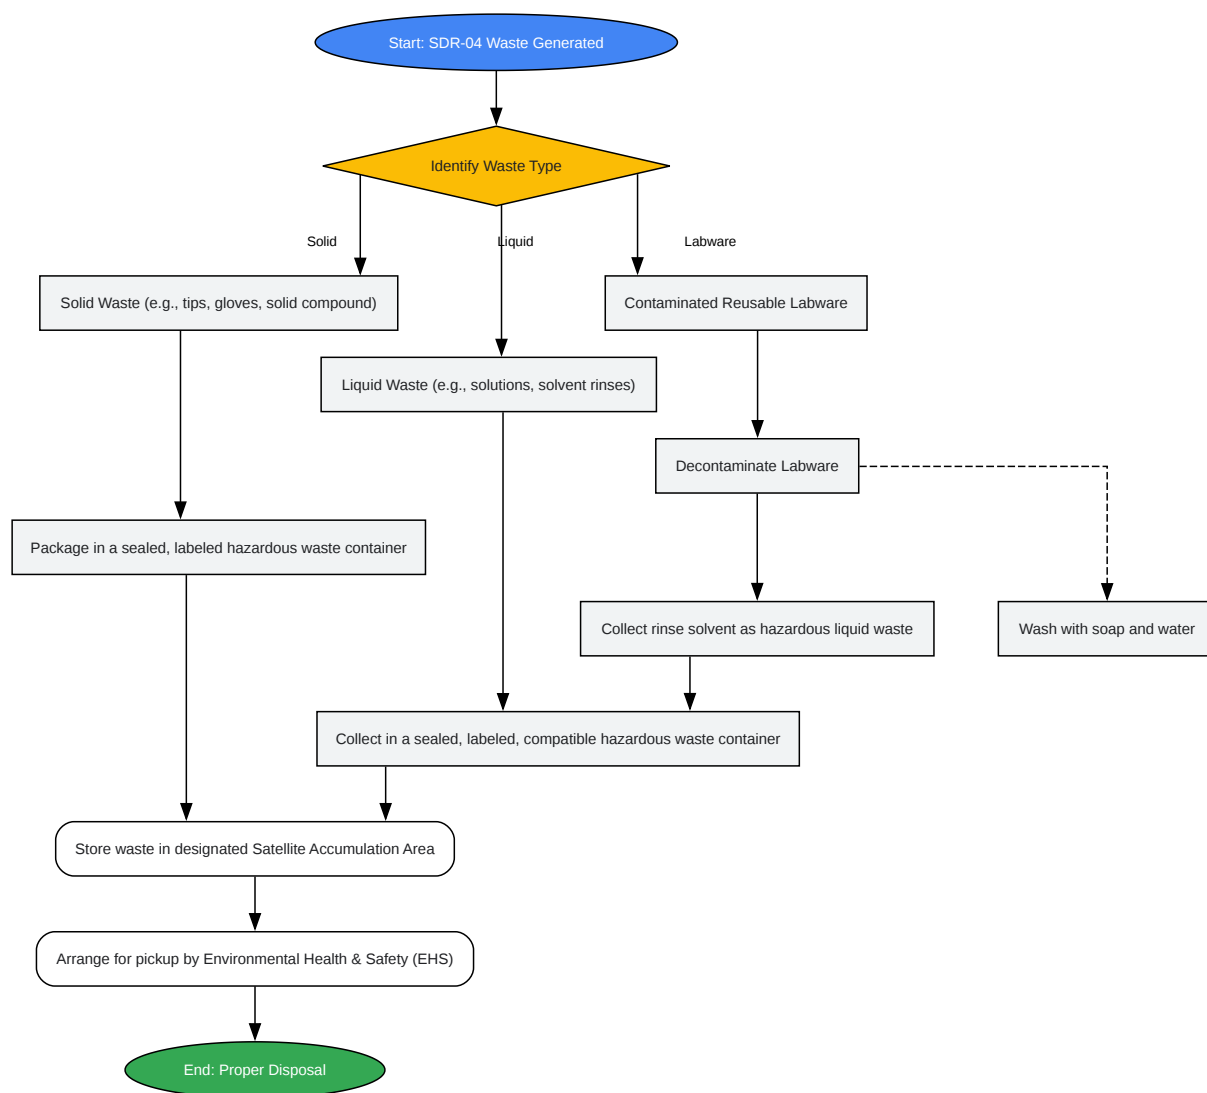 Start: SDR-04 Waste Generated
Identify Waste Type
Solid
Liquid
Labware
Solid Waste (e.g., tips, gloves, solid compound)
Contaminated Reusable Labware
Liquid Waste (e.g., solutions, solvent rinses)
Decontaminate Labware
Package in a sealed, labeled hazardous waste container
Collect rinse solvent as hazardous liquid waste
Wash with soap and water
Collect in a sealed, labeled, compatible hazardous waste container
Store waste in designated Satellite Accumulation Area
Arrange for pickup by Environmental Health & Safety (EHS)
End: Proper Disposal